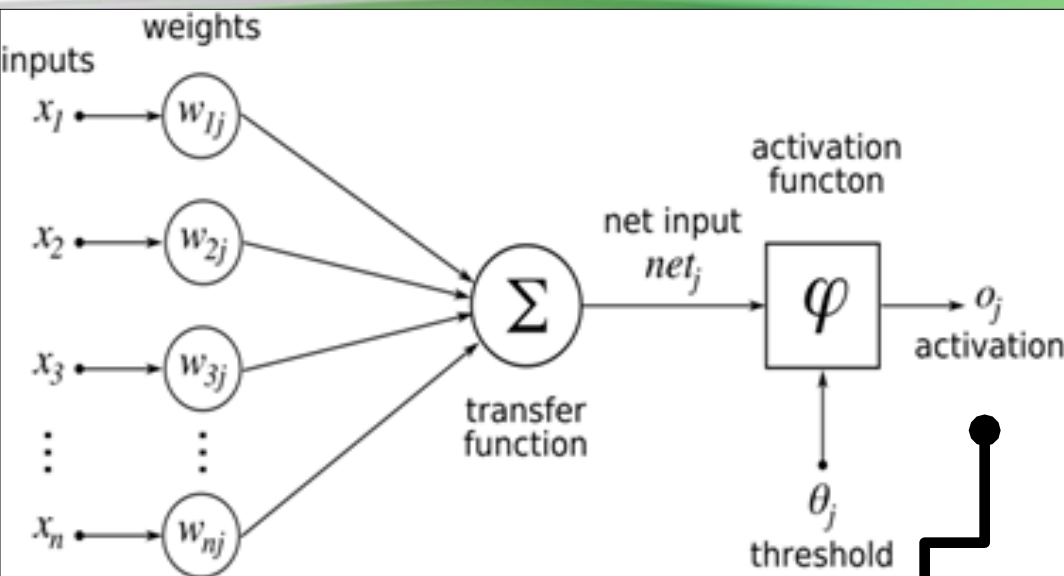 weights
inputs
x1
w1j
x2
w2j
x3
w3j
⋮
⋮
xn
wnj
Σ
transfer
function
net input
netj
activation
functon
φ
oj
activation
θj
threshold